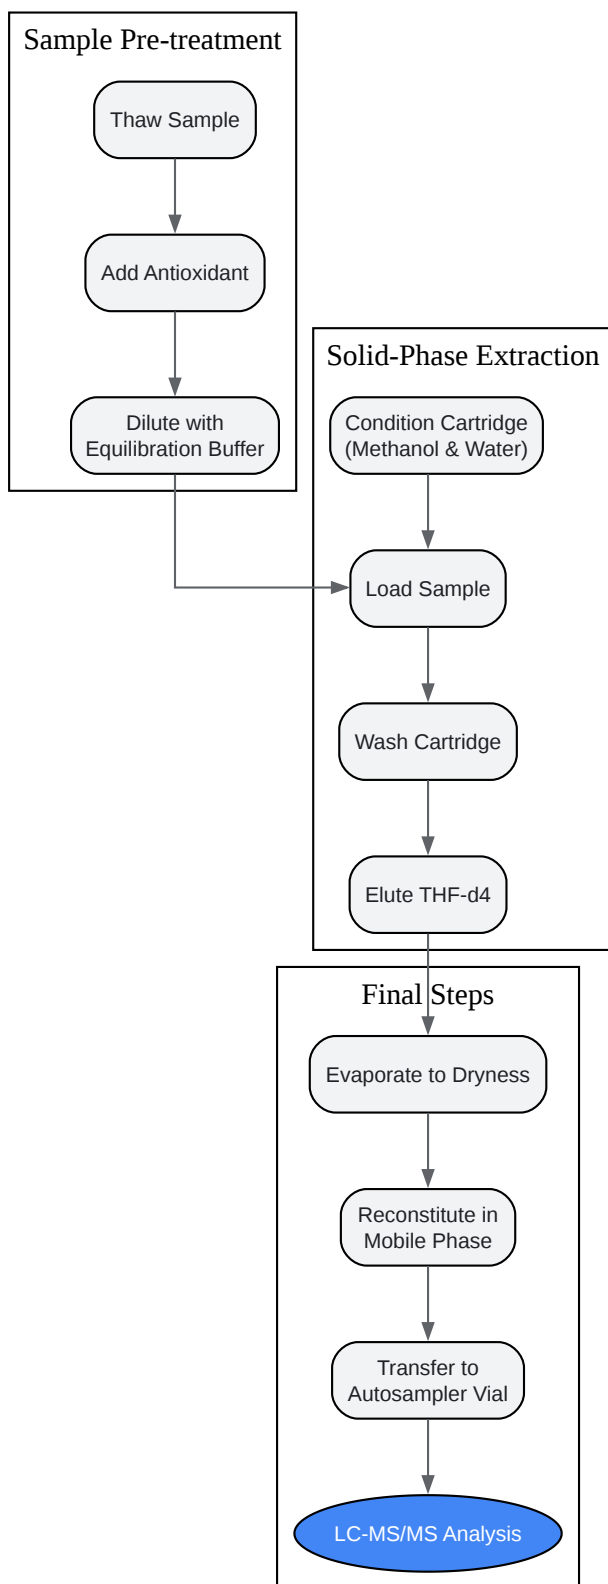 Sample Pre-treatment
Thaw Sample
Add Antioxidant
Dilute with
Equilibration Buffer
Solid-Phase Extraction
Condition Cartridge
(Methanol & Water)
Load Sample
Wash Cartridge
Elute THF-d4
Final Steps
Evaporate to Dryness
Reconstitute in
Mobile Phase
Transfer to
Autosampler Vial
LC-MS/MS Analysis